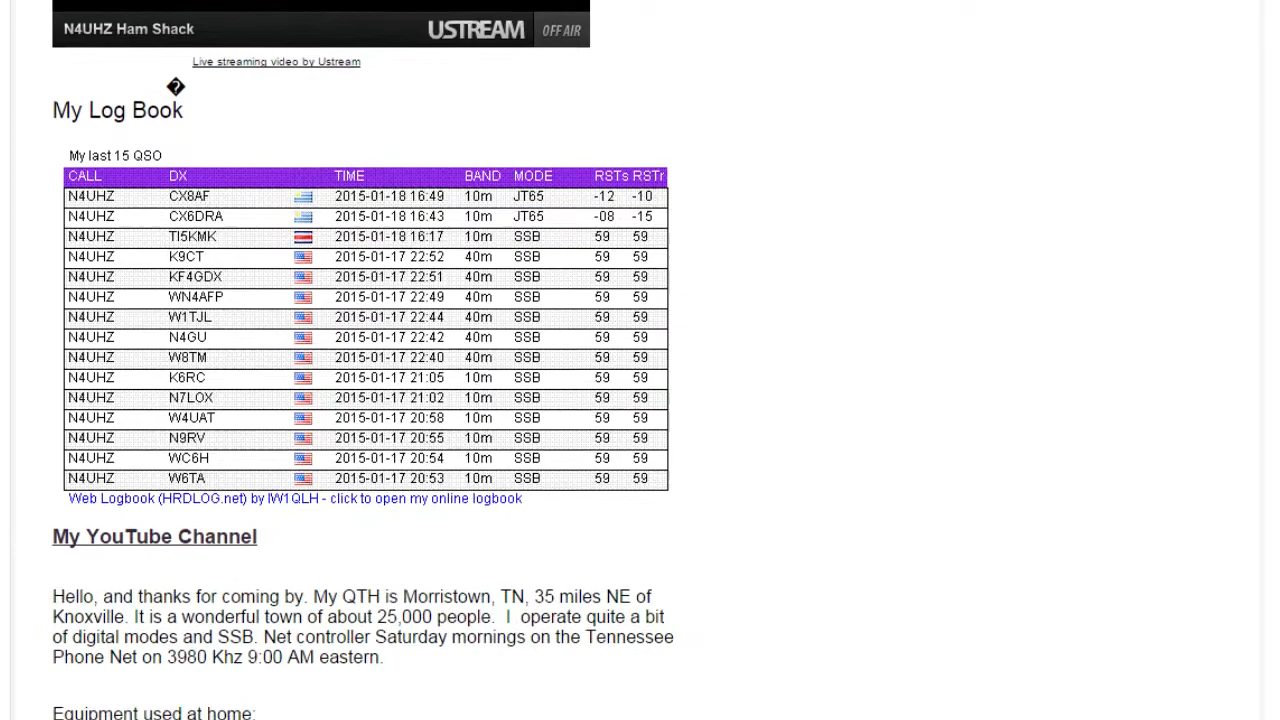 N4UHZ Ham Shack USTREAM OFF AIR
Live streaming video by Ustream
My Log Book
My last 15 QSO
CALL DX TIME BAND MODE RSTs RSTr
N4UHZ CX8AF 2015-01-18 16:49 10m JT65 -12 -10
N4UHZ CX6DRA 2015-01-18 16:43 10m JT65 -08 -15
N4UHZ TI5KMK 2015-01-18 16:17 10m SSB 59 59
N4UHZ K9CT 2015-01-17 22:52 40m SSB 59 59
N4UHZ KF4GDX 2015-01-17 22:51 40m SSB 59 59
N4UHZ WN4AFP 2015-01-17 22:49 40m SSB 59 59
N4UHZ W1TJL 2015-01-17 22:44 40m SSB 59 59
N4UHZ N4GU 2015-01-17 22:42 40m SSB 59 59
N4UHZ W8TM 2015-01-17 22:40 40m SSB 59 59
N4UHZ K6RC 2015-01-17 21:05 10m SSB 59 59
N4UHZ N7LOX 2015-01-17 21:02 10m SSB 59 59
N4UHZ W4UAT 2015-01-17 20:58 10m SSB 59 59
N4UHZ N9RV 2015-01-17 20:55 10m SSB 59 59
N4UHZ WC6H 2015-01-17 20:54 10m SSB 59 59
N4UHZ W6TA 2015-01-17 20:53 10m SSB 59 59
Web Logbook (HRDLOG.net) by IW1QLH - click to open my online logbook
My YouTube Channel
Hello, and thanks for coming by. My QTH is Morristown, TN, 35 miles NE of
Knoxville. It is a wonderful town of about 25,000 people.  I  operate quite a bit
of digital modes and SSB. Net controller Saturday mornings on the Tennessee
Phone Net on 3980 Khz 9:00 AM eastern.
Equipment used at home: